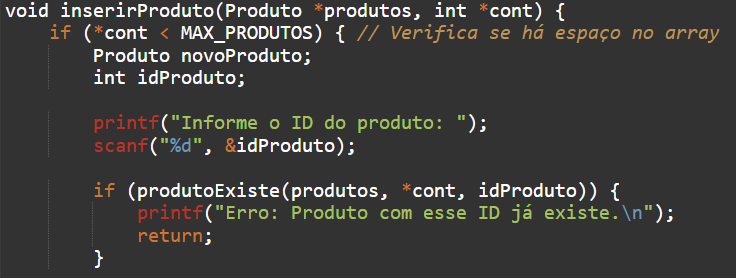 void inserirProduto(Produto *produtos, int *cont) {
    if (*cont < MAX_PRODUTOS) { // Verifica se há espaço no array
        Produto novoProduto;
        int idProduto;

        printf("Informe o ID do produto: ");
        scanf("%d", &idProduto);

        if (produtoExiste(produtos, *cont, idProduto)) {
            printf("Erro: Produto com esse ID já existe.\n");
            return;
        }